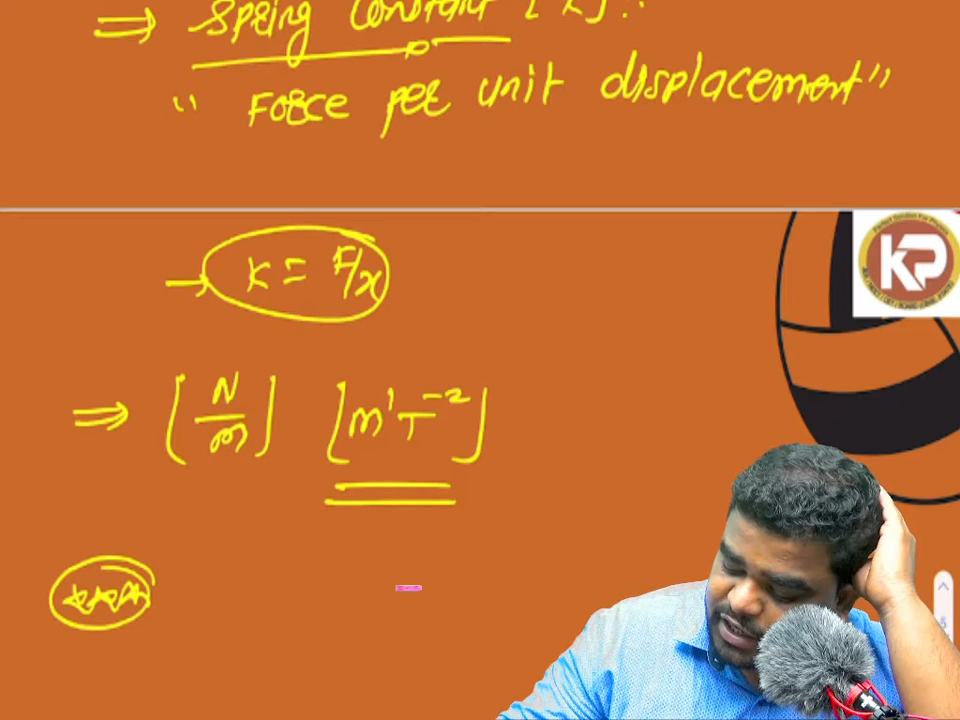 ⇒ Spring Constant [K]:-
"Force per unit displacement"
→ K = F/x
⇒ [N/m] [M¹T⁻²]
KP